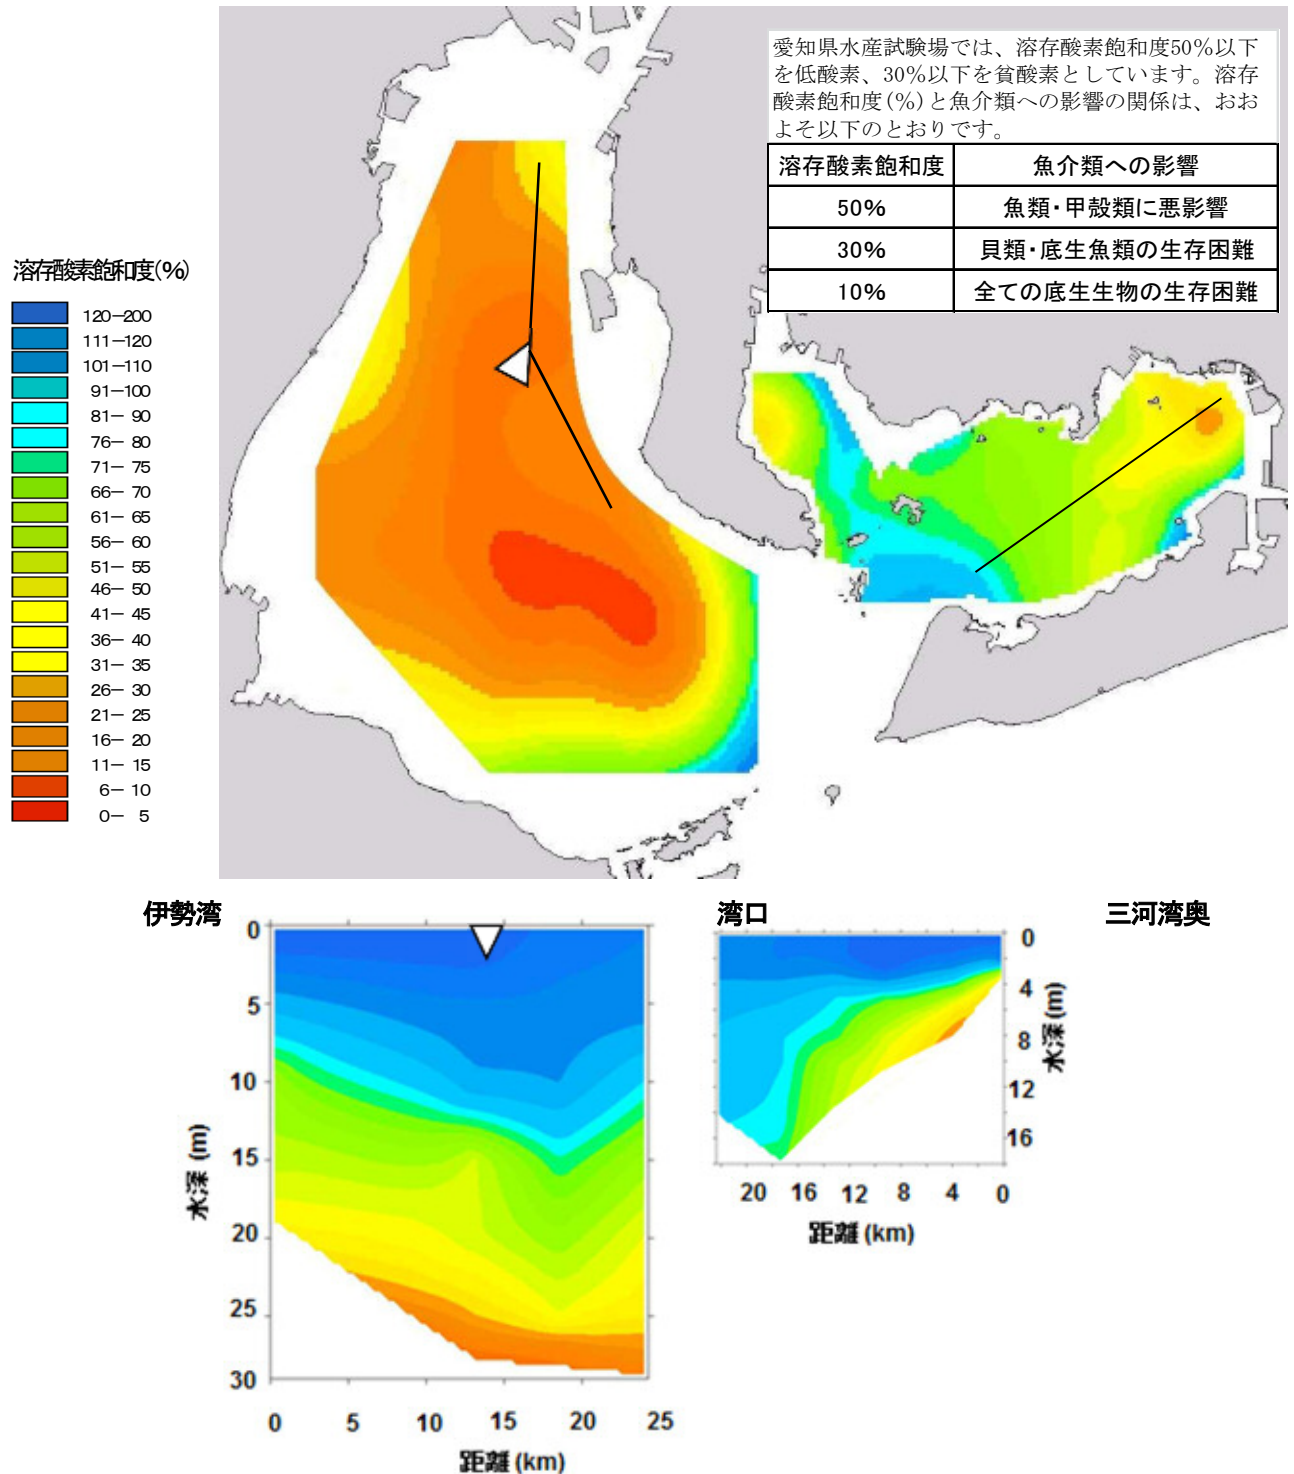 愛知県水産試験場では、溶存酸素飽和度50%以下
を低酸素、30%以下を貧酸素としています。溶存
酸素飽和度(%)と魚介類への影響の関係は、おお
よそ以下のとおりです。
溶存酸素飽和度 魚介類への影響
50% 魚類・甲殻類に悪影響
30% 貝類・底生魚類の生存困難
10% 全ての底生生物の生存困難
溶存酸素飽和度(%)
120-200
111-120
101-110
91-100
81- 90
76- 80
71- 75
66- 70
61- 65
56- 60
51- 55
46- 50
41- 45
36- 40
31- 35
26- 30
21- 25
16- 20
11- 15
6- 10
0- 5
伊勢湾
0
5
10
15
20
25
30
水深 (m)
0 5 10 15 20 25
距離 (km)
湾口 三河湾奥
0
4
8
12
16
水深 (m)
20 16 12 8 4 0
距離 (km)